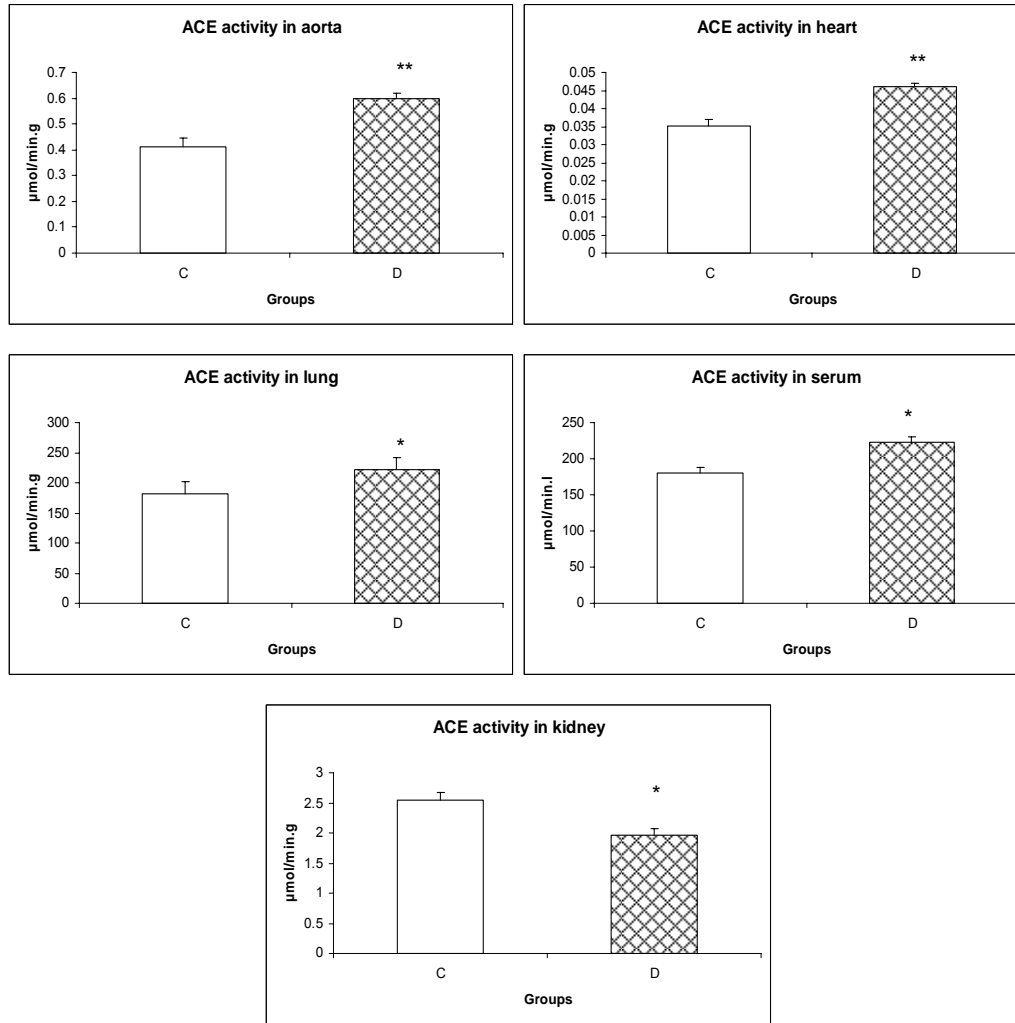 ACE activity in aorta
µmol/min.g
0.7
0.6
0.5
0.4
0.3
0.2
0.1
0
**
C D
Groups
ACE activity in heart
µmol/min.g
0.05
0.045
0.04
0.035
0.03
0.025
0.02
0.015
0.01
0.005
0
**
C D
Groups
ACE activity in lung
µmol/min.g
300
250
200
150
100
50
0
*
C D
Groups
ACE activity in serum
µmol/min.l
250
200
150
100
50
0
*
C D
Groups
ACE activity in kidney
µmol/min.g
3
2.5
2
1.5
1
0.5
0
*
C D
Groups